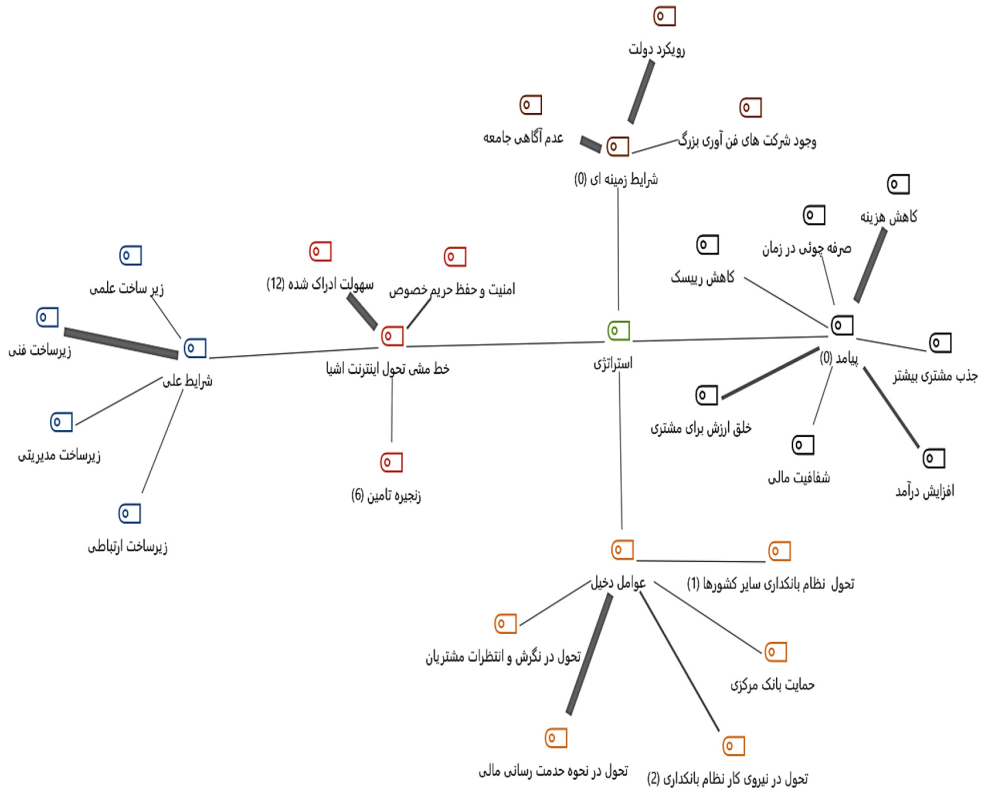 رویکرد دولت
عدم آگاهی جامعه
وجود شرکت های فن آوری بزرگ
شرایط زمینه ای (0)
کاهش هزینه
صرفه جوئی در زمان
کاهش رییسک
زیر ساخت علمی
سهولت ادراک شده (12)
امنیت و حفظ حریم خصوص
زیرساخت فنی
شرایط علی
خط مشی تحول اینترنت اشیا
استراتژی
پیامد (0)
جذب مشتری بیشتر
زیرساخت مدیریتی
خلق ارزش برای مشتری
زنجیره تامین (6)
شفافیت مالی
افزایش درآمد
زیرساخت ارتباطی
عوامل دخیل
تحول نظام بانکداری سایر کشورها (1)
تحول در نگرش و انتظرات مشتریان
حمایت بانک مرکزی
تحول در نحوه حدمت رسانی مالی
تحول در نیروی کار نظام بانکداری (2)